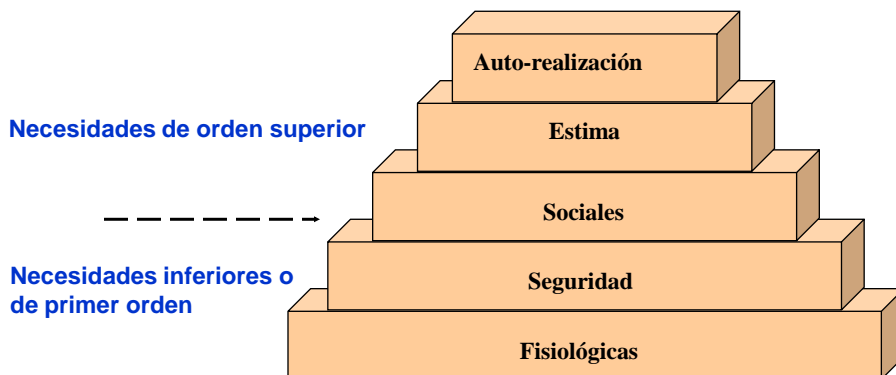 Auto-realización
Necesidades de orden superior
Estima
Sociales
Necesidades inferiores o
de primer orden
Seguridad
Fisiológicas